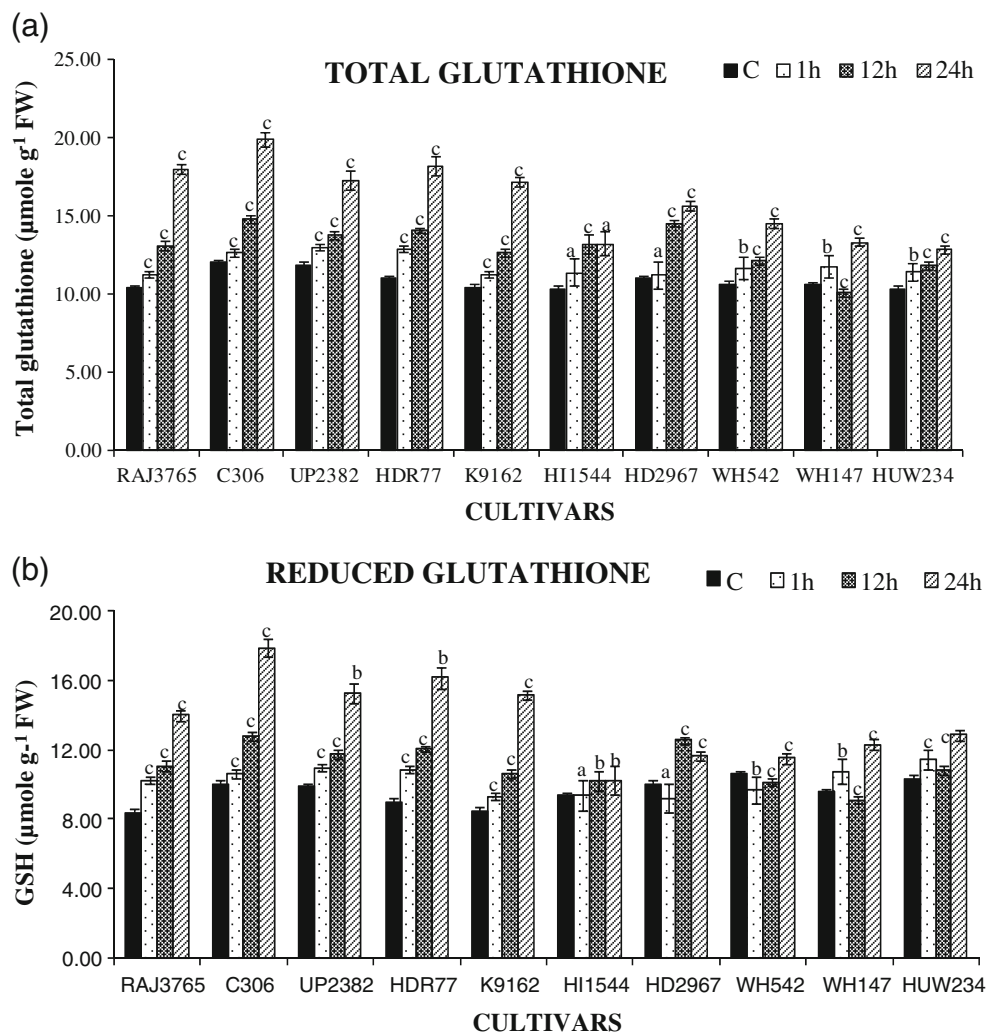 (a)
TOTAL GLUTATHIONE
C 1h 12h 24h
Total glutathione (µmole g-1 FW)
25.00
20.00
15.00
10.00
5.00
0.00
c c c
c c c
c c c
c c c
c c c
a c a
a c c
b c c
b c c
b c c
RAJ3765 C306 UP2382 HDR77 K9162 HI1544 HD2967 WH542 WH147 HUW234
CULTIVARS
(b)
REDUCED GLUTATHIONE
C 1h 12h 24h
GSH (µmole g-1 FW)
20.00
16.00
12.00
8.00
4.00
0.00
c c c
c c c
c c b
c c b
c c c
a b b
a c c
b c c
b c c
c c
RAJ3765 C306 UP2382 HDR77 K9162 HI1544 HD2967 WH542 WH147 HUW234
CULTIVARS